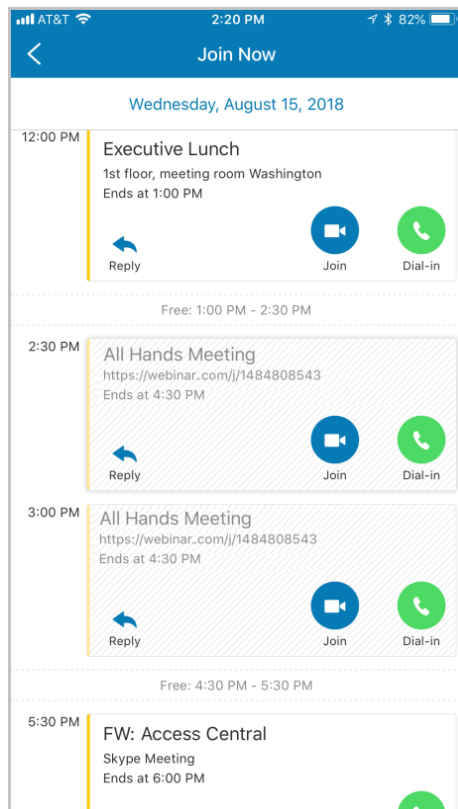 AT&T 2:20 PM 82%
Join Now
Wednesday, August 15, 2018
12:00 PM
Executive Lunch
1st floor, meeting room Washington
Ends at 1:00 PM
Reply Join Dial-in
Free: 1:00 PM - 2:30 PM
2:30 PM
All Hands Meeting
https://webinar.com/j/1484808543
Ends at 4:30 PM
Reply Join Dial-in
3:00 PM
All Hands Meeting
https://webinar.com/j/1484808543
Ends at 4:30 PM
Reply Join Dial-in
Free: 4:30 PM - 5:30 PM
5:30 PM
FW: Access Central
Skype Meeting
Ends at 6:00 PM